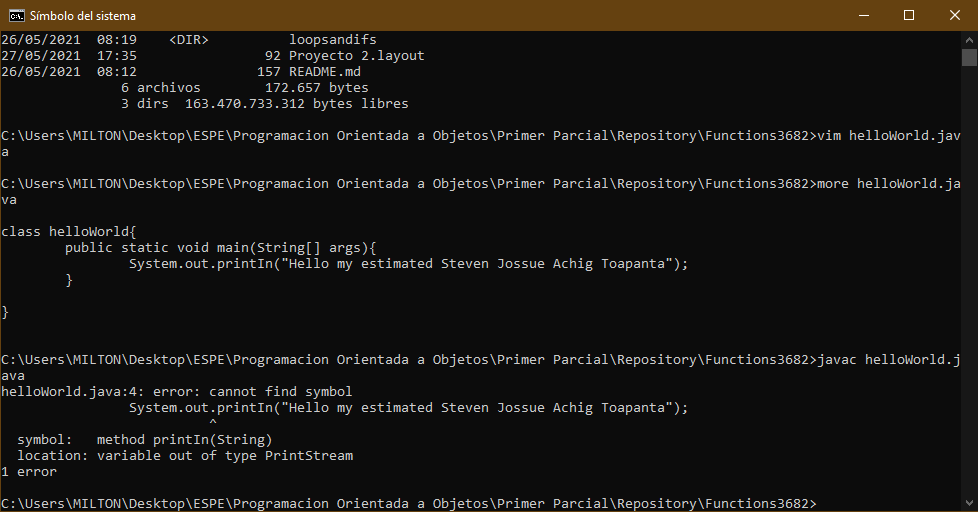 Símbolo del sistema
26/05/2021  08:19    <DIR>          loopsandifs
27/05/2021  17:35                92 Proyecto 2.layout
26/05/2021  08:12               157 README.md
               6 archivos        172.657 bytes
               3 dirs  163.470.733.312 bytes libres
C:\Users\MILTON\Desktop\ESPE\Programacion Orientada a Objetos\Primer Parcial\Repository\Functions3682>vim helloWorld.jav
a
C:\Users\MILTON\Desktop\ESPE\Programacion Orientada a Objetos\Primer Parcial\Repository\Functions3682>more helloWorld.ja
va
class helloWorld{
        public static void main(String[] args){
                System.out.printIn("Hello my estimated Steven Jossue Achig Toapanta");
        }
}
C:\Users\MILTON\Desktop\ESPE\Programacion Orientada a Objetos\Primer Parcial\Repository\Functions3682>javac helloWorld.j
ava
helloWorld.java:4: error: cannot find symbol
                System.out.printIn("Hello my estimated Steven Jossue Achig Toapanta");
                          ^
  symbol:   method printIn(String)
  location: variable out of type PrintStream
1 error
C:\Users\MILTON\Desktop\ESPE\Programacion Orientada a Objetos\Primer Parcial\Repository\Functions3682>